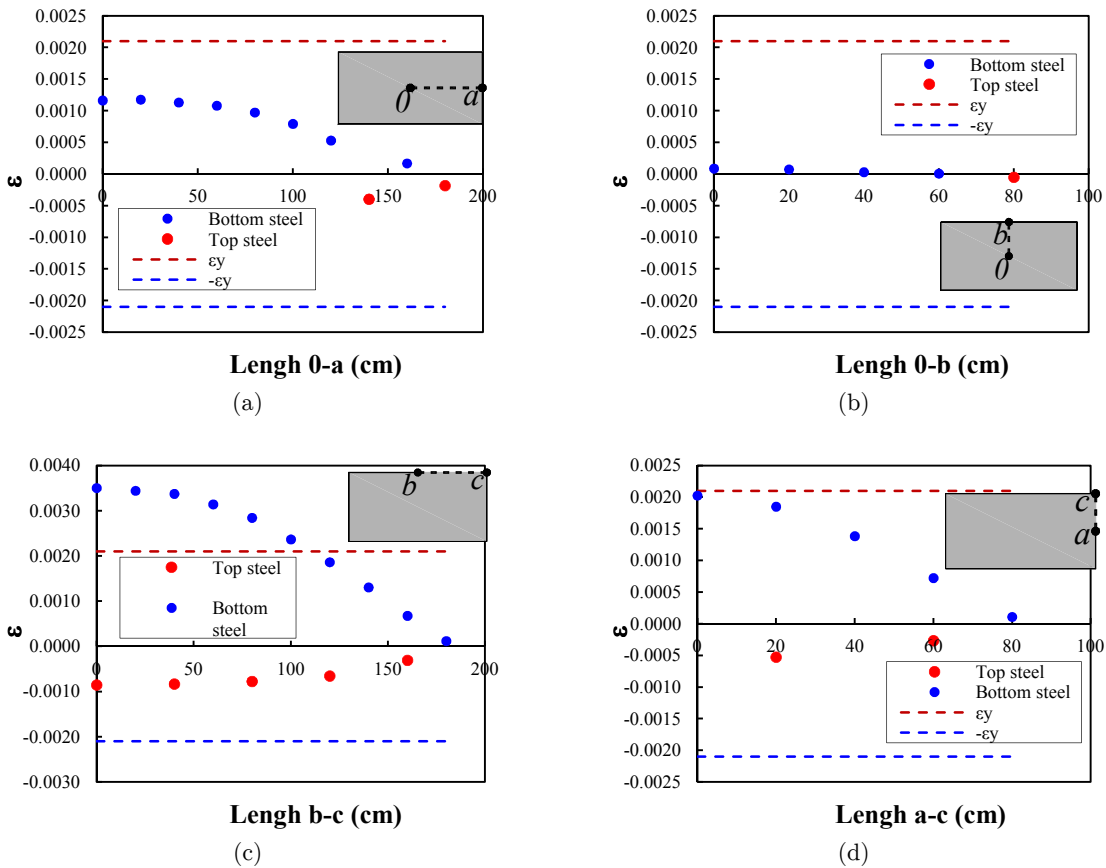 0.0025
0.0020
0.0015
0.0010
0.0005
0.0000
-0.0005
-0.0010
-0.0015
-0.0020
-0.0025
0
50
100
150
200
ε
0
a
Bottom steel
Top steel
εy
-εy
Lengh 0-a (cm)
(a)
0.0025
0.0020
0.0015
0.0010
0.0005
0.0000
-0.0005
-0.0010
-0.0015
-0.0020
-0.0025
0
20
40
60
80
100
ε
Bottom steel
Top steel
εy
-εy
b
0
Lengh 0-b (cm)
(b)
0.0040
0.0030
0.0020
0.0010
0.0000
-0.0010
-0.0020
-0.0030
0
50
100
150
200
ε
b
c
Top steel
Bottom
steel
Lengh b-c (cm)
(c)
0.0025
0.0020
0.0015
0.0010
0.0005
0.0000
-0.0005
-0.0010
-0.0015
-0.0020
-0.0025
0
20
40
60
80
100
ε
c
a
Top steel
Bottom steel
εy
-εy
Lengh a-c (cm)
(d)